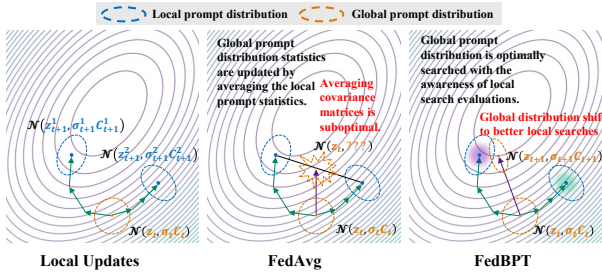 Local prompt distribution Global prompt distribution
Global prompt
distribution statistics
are updated by
averaging the local
prompt statistics.
Averaging
covariance
matrices is
suboptimal.
Global prompt
distribution is optimally
searched with the
awareness of local
search evaluations.
Global distribution shift
to better local searches
𝒩(z¹ₜ₊₁, σ¹ₜ₊₁C¹ₜ₊₁)
𝒩(z²ₜ₊₁, σ²ₜ₊₁C²ₜ₊₁)
𝒩(zₜ, σₜCₜ)
𝒩(zₜ, ???)
𝒩(zₜ, σₜCₜ)
𝒩(zₜ₊₁, σₜ₊₁Cₜ₊₁)
𝒩(zₜ, σₜCₜ)
Local Updates
FedAvg
FedBPT